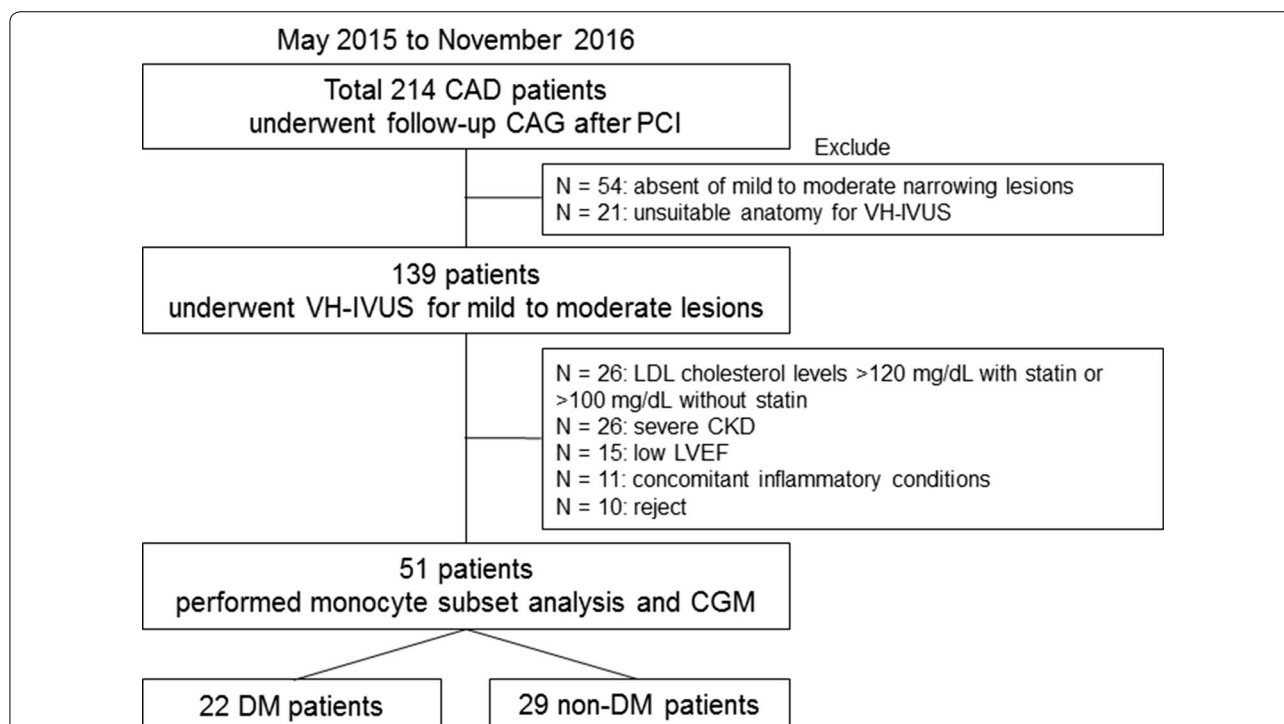 May 2015 to November 2016
Total 214 CAD patients
underwent follow-up CAG after PCI
Exclude
N = 54: absent of mild to moderate narrowing lesions
N = 21: unsuitable anatomy for VH-IVUS
139 patients
underwent VH-IVUS for mild to moderate lesions
N = 26: LDL cholesterol levels >120 mg/dL with statin or
>100 mg/dL without statin
N = 26: severe CKD
N = 15: low LVEF
N = 11: concomitant inflammatory conditions
N = 10: reject
51 patients
performed monocyte subset analysis and CGM
22 DM patients
29 non-DM patients